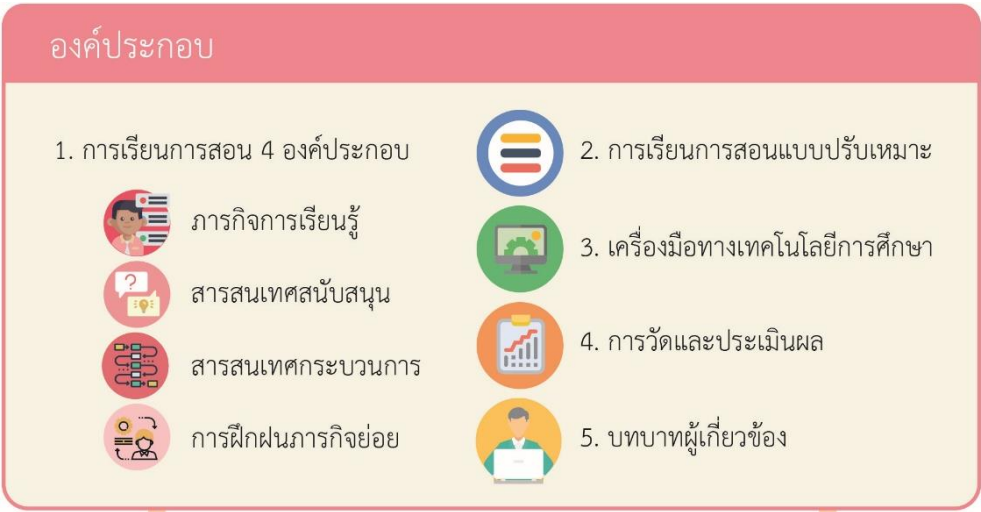 องค์ประกอบ
1. การเรียนการสอน 4 องค์ประกอบ
ภารกิจการเรียนรู้
สารสนเทศสนับสนุน
สารสนเทศกระบวนการ
การฝึกฝนภารกิจย่อย
2. การเรียนการสอนแบบปรับเหมาะ
3. เครื่องมือทางเทคโนโลยีการศึกษา
4. การวัดและประเมินผล
5. บทบาทผู้เกี่ยวข้อง